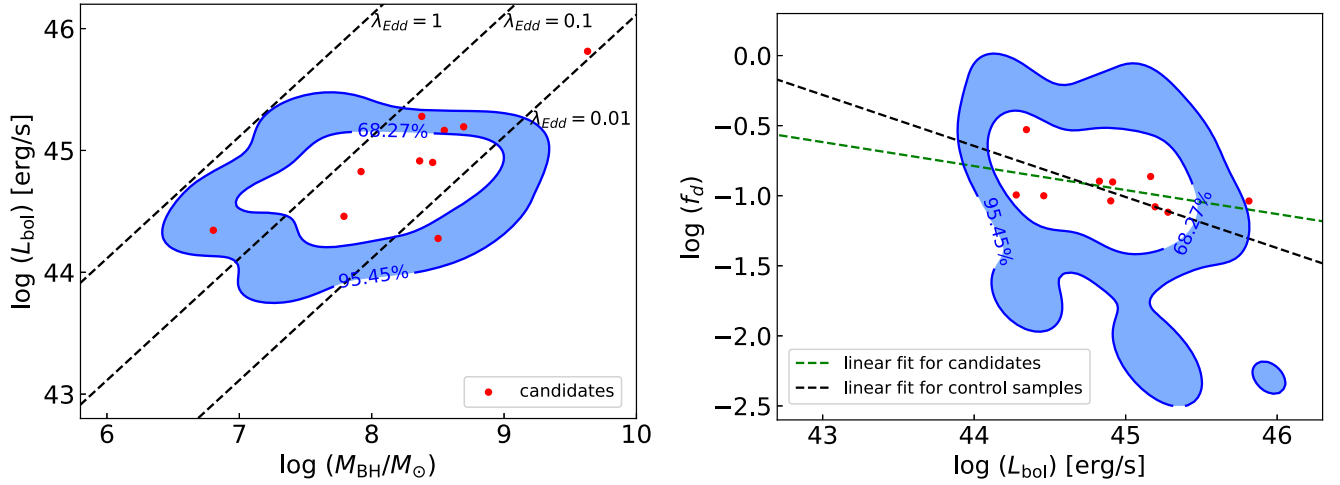 46
45
44
43
log (L_bol) [erg/s]
λ_Edd = 1
λ_Edd = 0.1
λ_Edd = 0.01
68.27%
95.45%
candidates
6
7
8
9
10
log (M_BH/M_⊙)
0.0
−0.5
−1.0
−1.5
−2.0
−2.5
log (f_d)
95.45%
68.27%
linear fit for candidates
linear fit for control samples
43
44
45
46
log (L_bol) [erg/s]